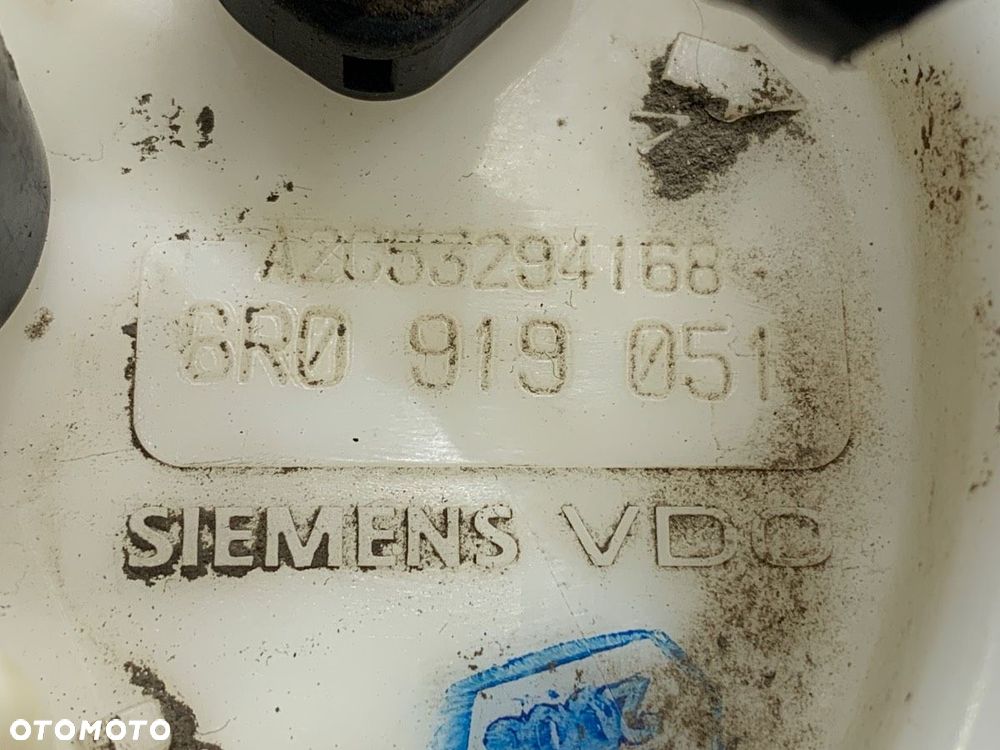 A2C53294168
6R0 919 051
SIEMENS VDO
OTOMOTO